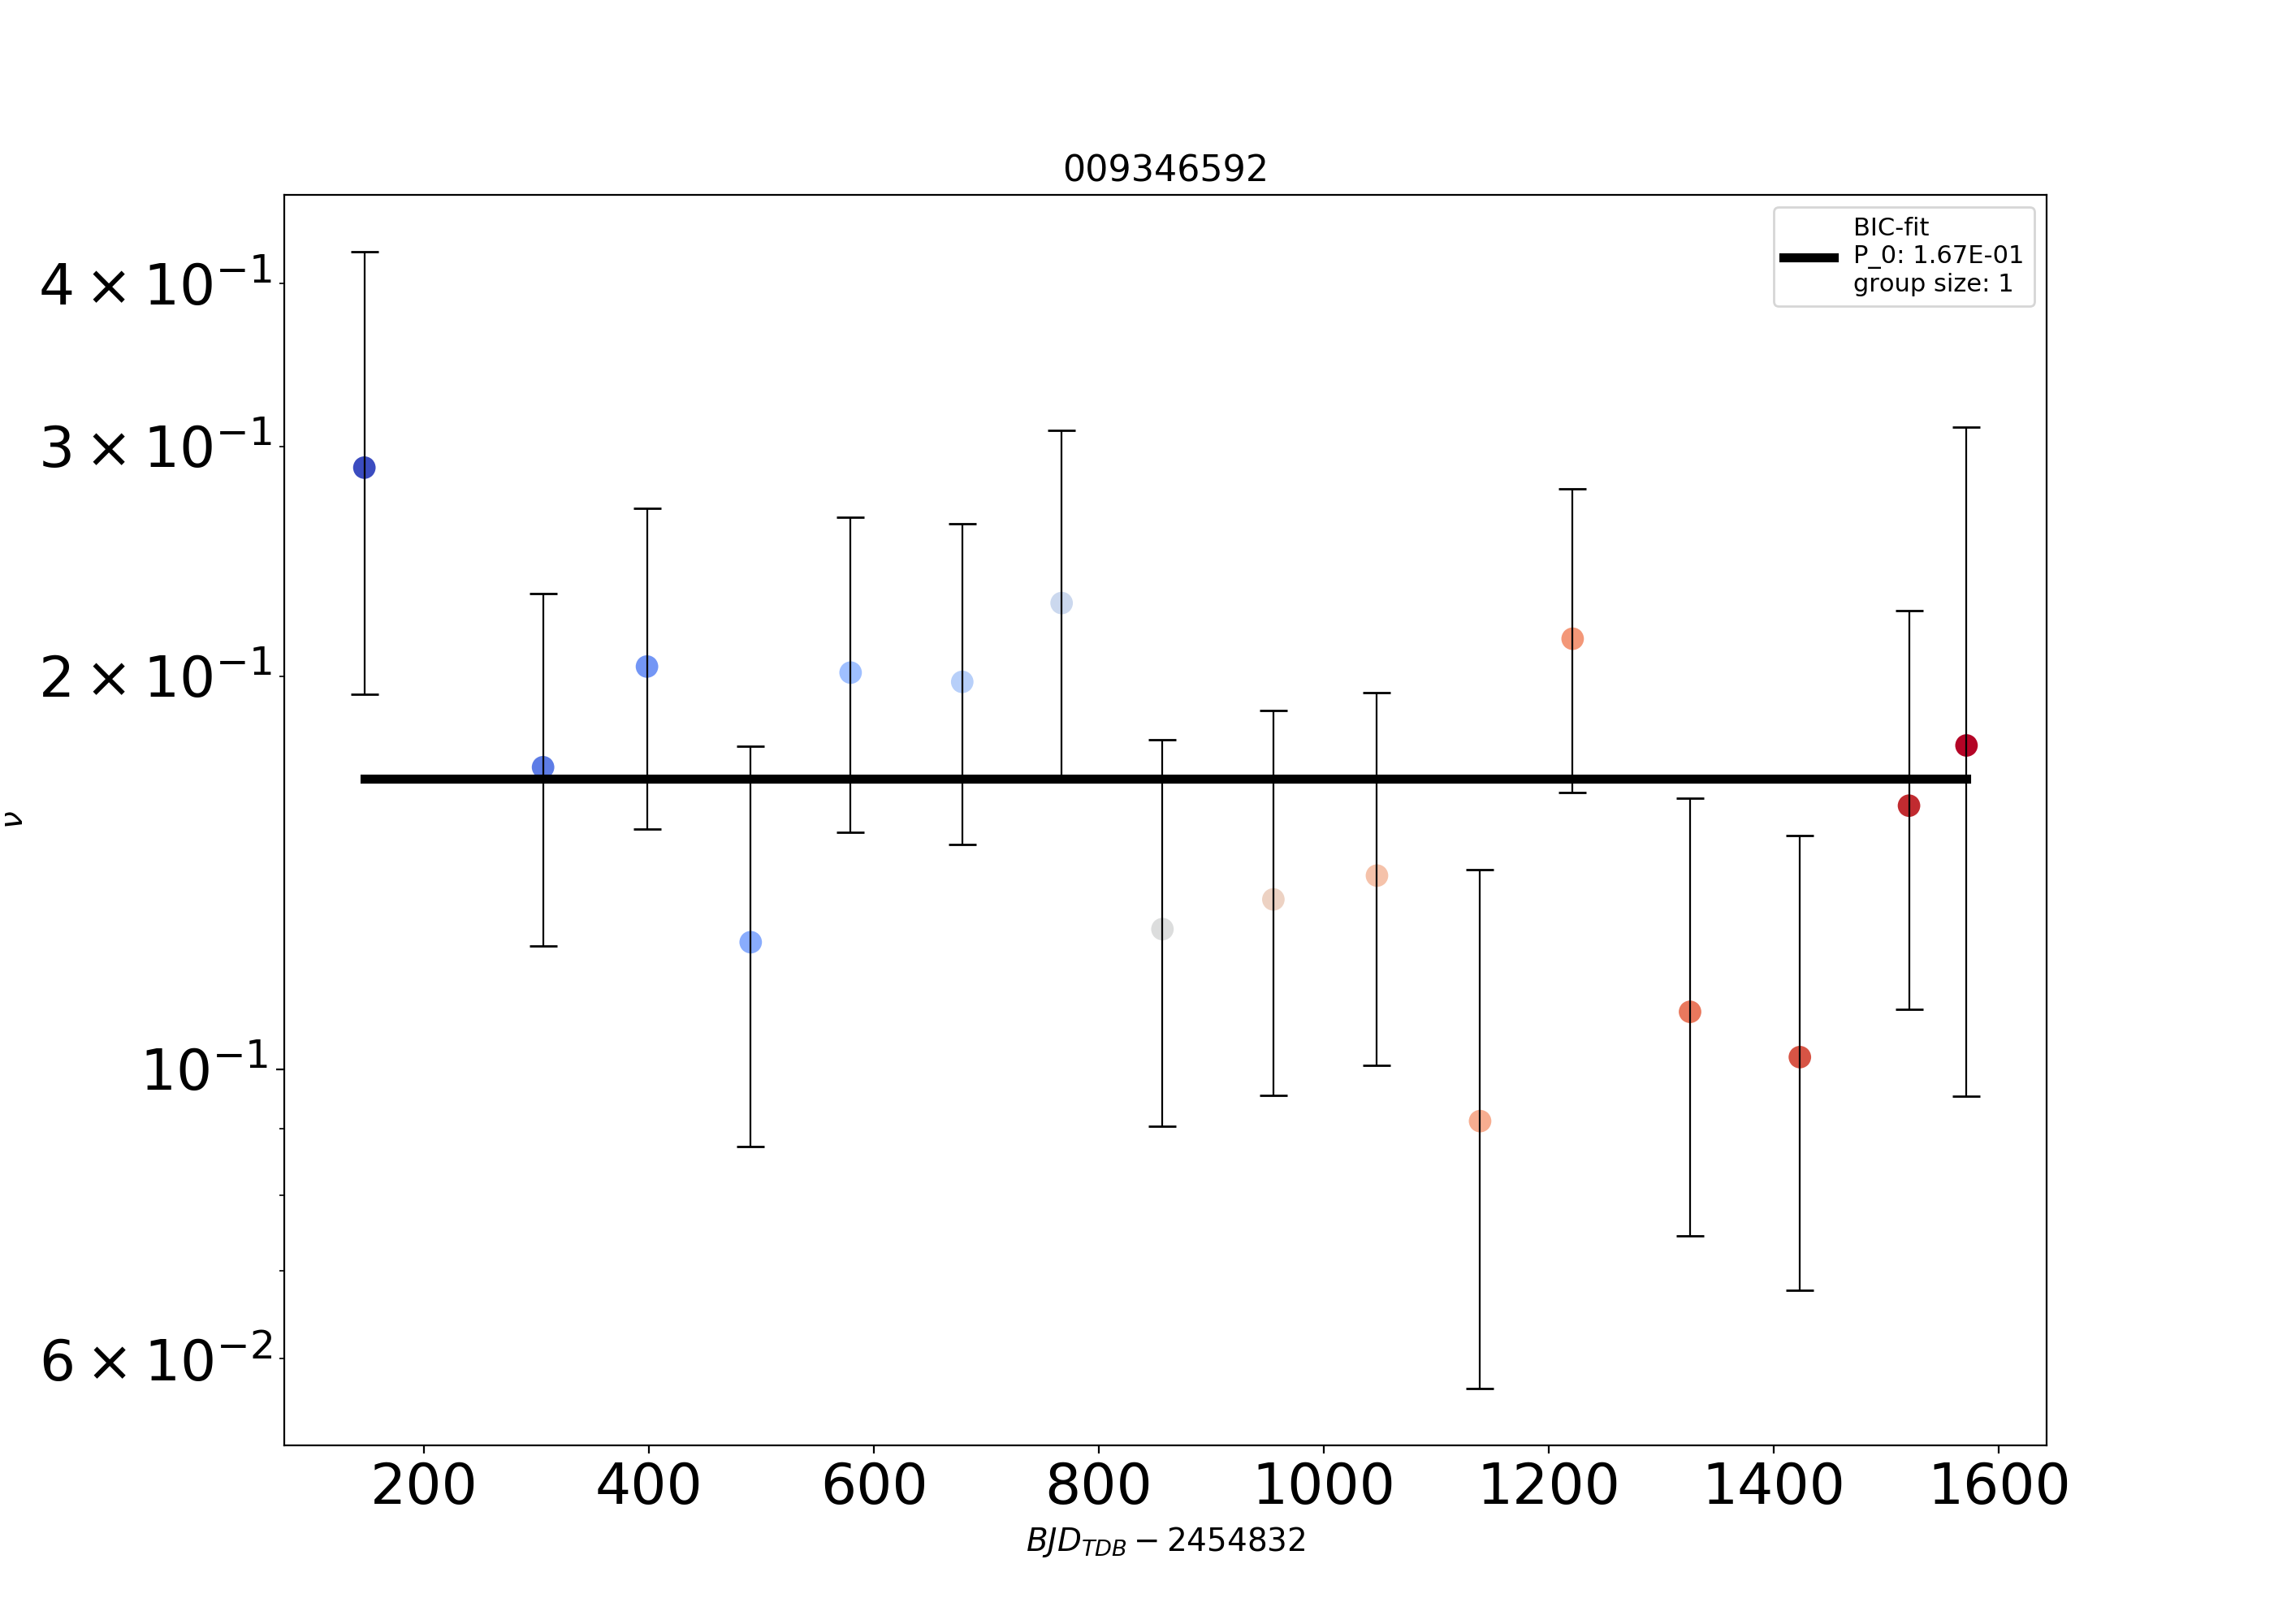 009346592
BIC-fit
P_0: 1.67E-01
group size: 1
4 × 10⁻¹
3 × 10⁻¹
2 × 10⁻¹
10⁻¹
6 × 10⁻²
ν
200 400 600 800 1000 1200 1400 1600
BJD_TDB − 2454832